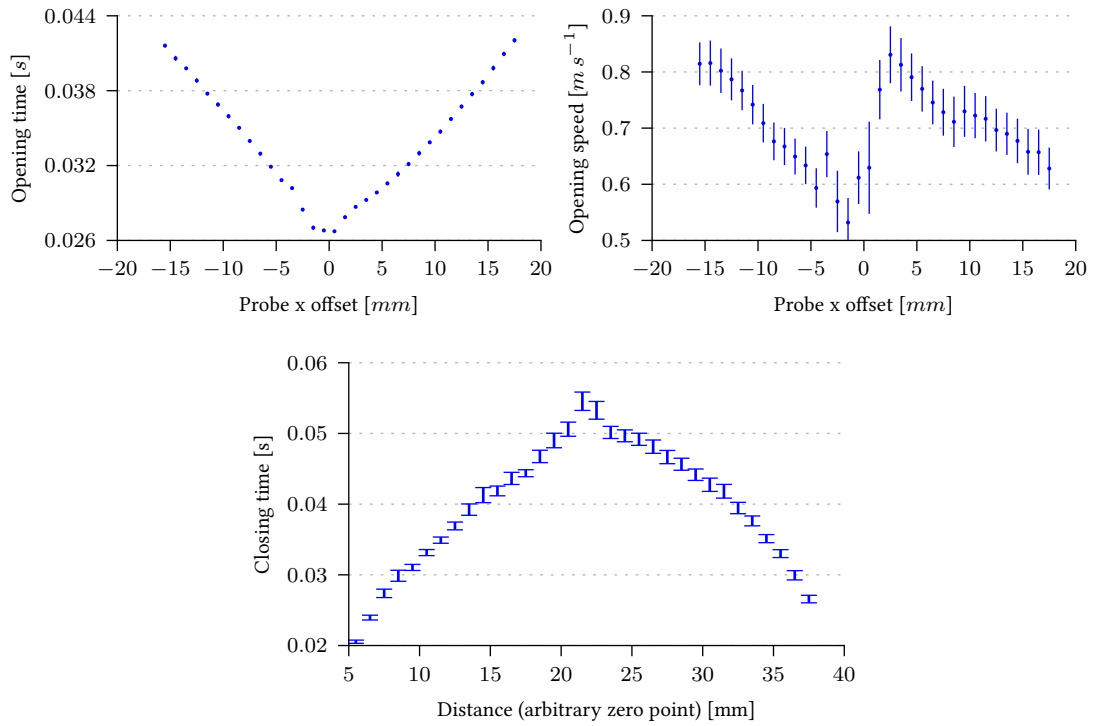 Opening time [s]
0.044
0.038
0.032
0.026
−20 −15 −10 −5 0 5 10 15 20
Probe x offset [mm]
Opening speed [m s⁻¹]
0.9
0.8
0.7
0.6
0.5
−20 −15 −10 −5 0 5 10 15 20
Probe x offset [mm]
Closing time [s]
0.06
0.05
0.04
0.03
0.02
5 10 15 20 25 30 35 40
Distance (arbitrary zero point) [mm]